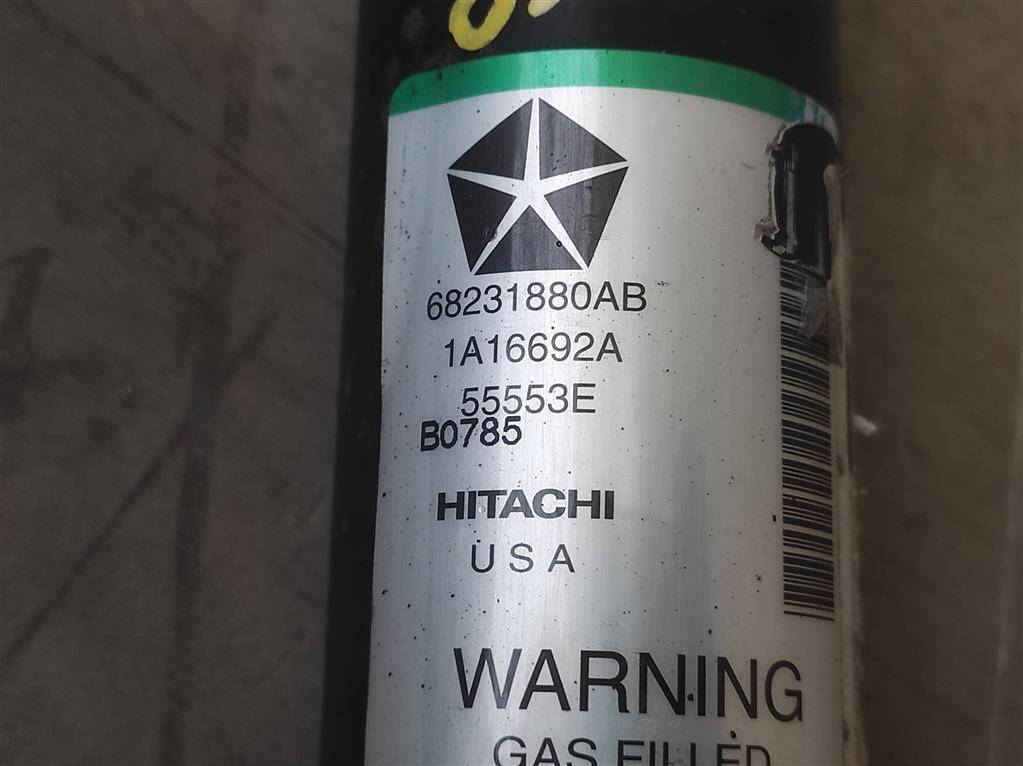 68231880AB
1A16692A
55553E
B0785
HITACHI
USA
WARNING
GAS FILLED